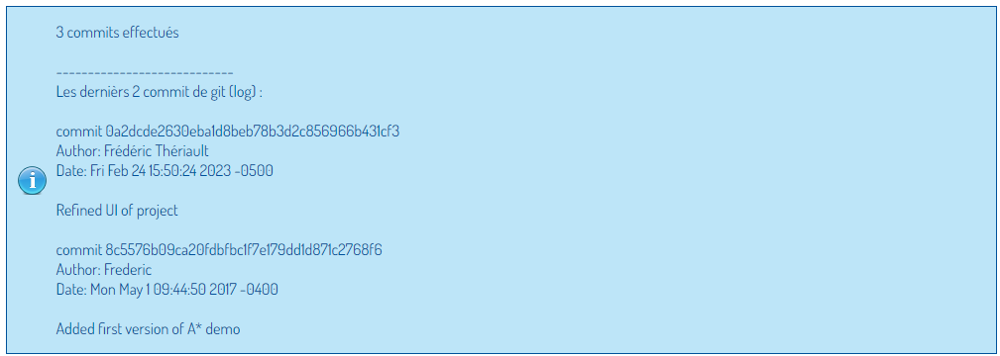 3 commits effectués
----------------------------
Les dernièrs 2 commit de git (log) :
commit 0a2dcde2630eba1d8beb78b3d2c856966b431cf3
Author: Frédéric Thériault
Date: Fri Feb 24 15:50:24 2023 -0500
Refined UI of project
commit 8c5576b09ca20fdbfbc1f7e179dd1d871c2768f6
Author: Frederic
Date: Mon May 1 09:44:50 2017 -0400
Added first version of A* demo